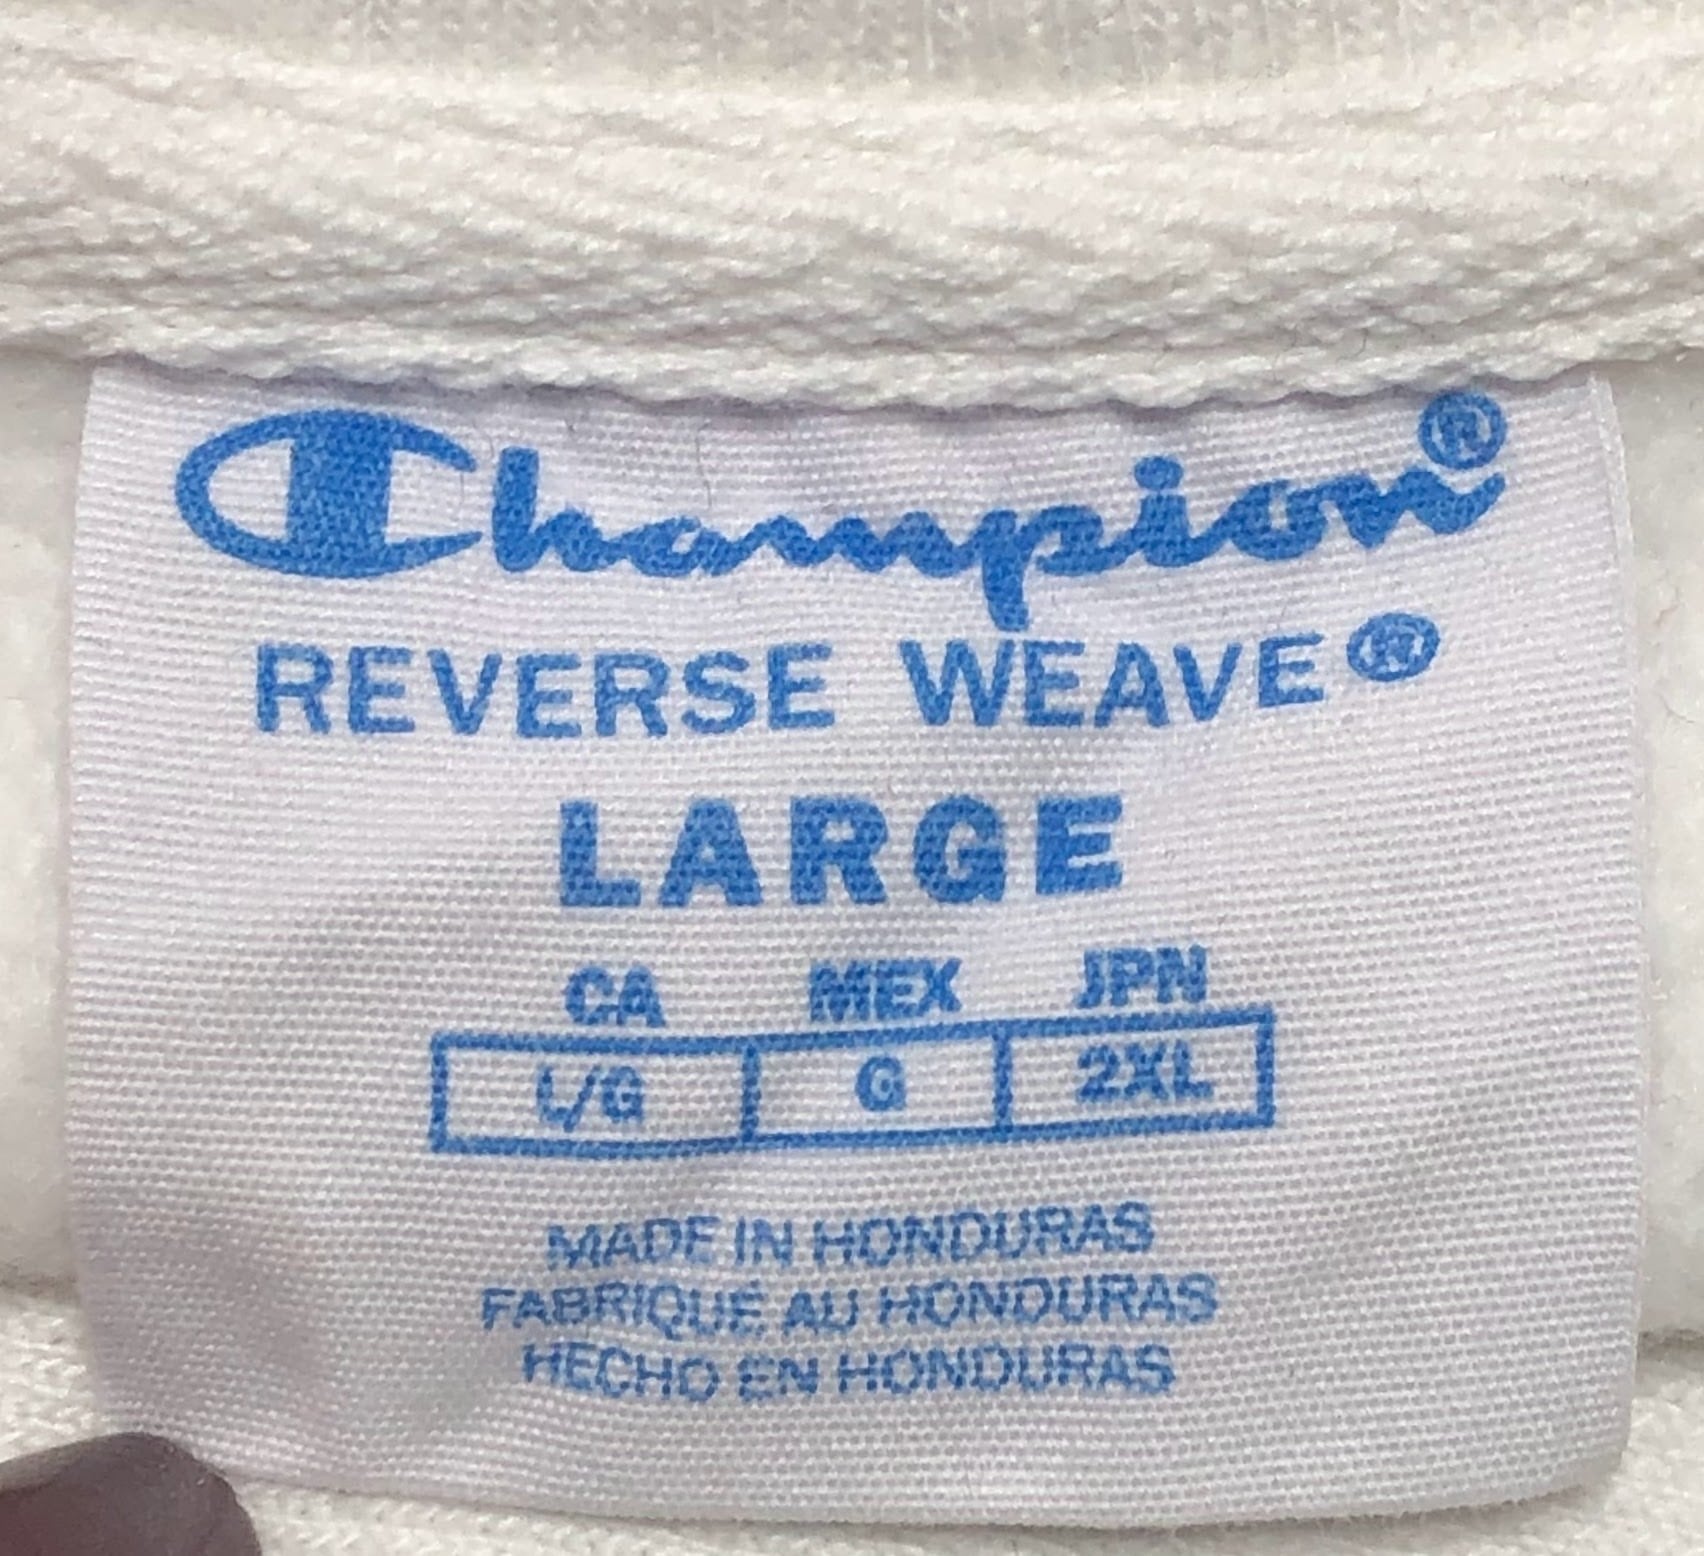 Champion®
REVERSE WEAVE®
LARGE
CA MEX JPN
L/G G 2XL
MADE IN HONDURAS
FABRIQUÉ AU HONDURAS
HECHO EN HONDURAS